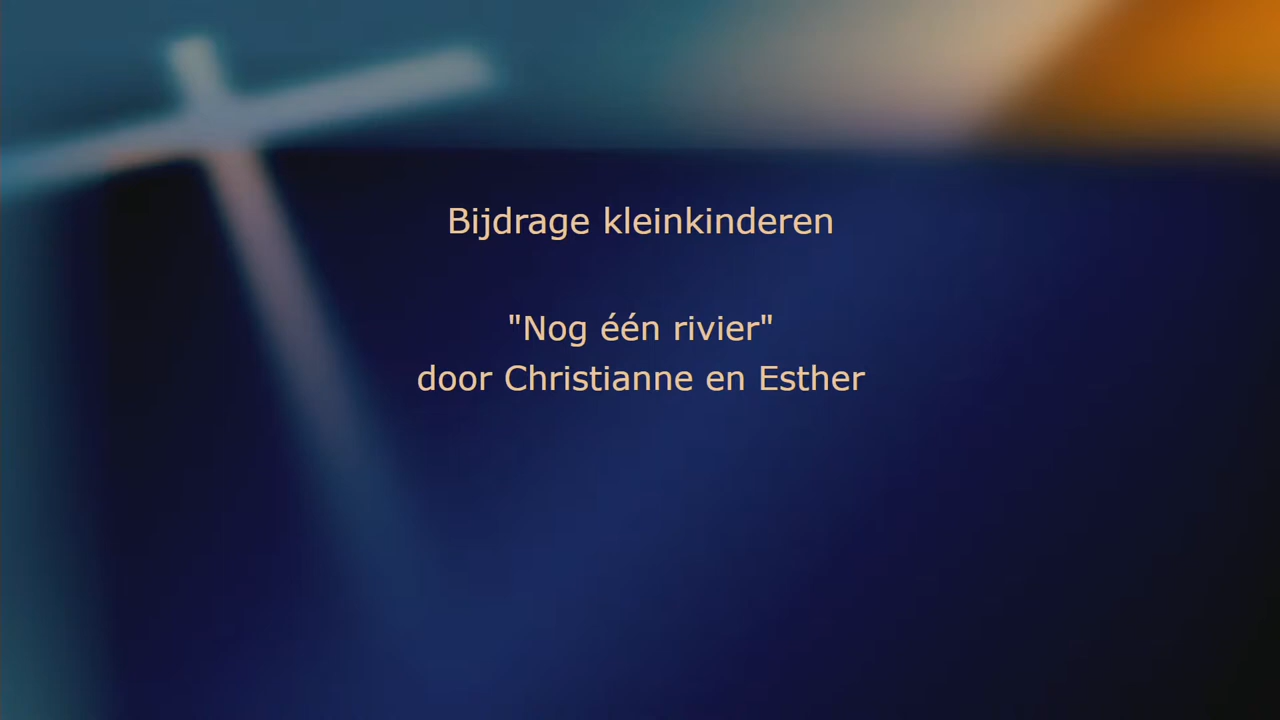 Bijdrage kleinkinderen
"Nog één rivier"
door Christianne en Esther